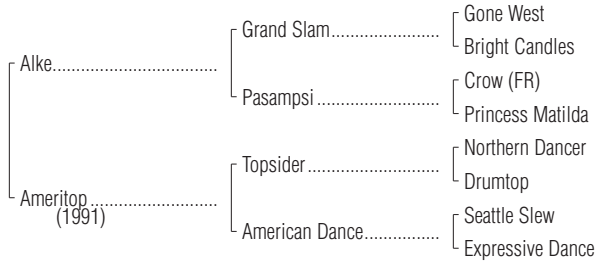 Gone West
Grand Slam
Bright Candles
Alke
Crow (FR)
Pasampsi
Princess Matilda
Northern Dancer
Topsider
Drumtop
Ameritop
(1991)
Seattle Slew
American Dance
Expressive Dance